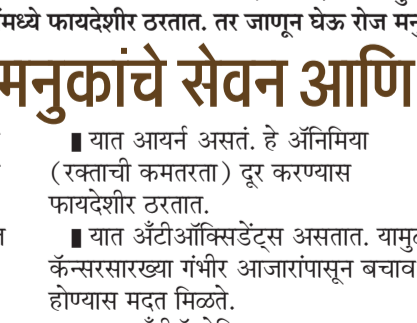 मध्ये फायदेशीर ठरतात. तर जाणून घेऊ रोज
मनुकांचे सेवन आणि
▮ यात आयर्न असतं. हे ॲनिमिया
(रक्ताची कमतरता) दूर करण्यास
फायदेशीर ठरतात.
▮ यात अँटीऑक्सिडेंट्स असतात.
कॅन्सरसारख्या गंभीर आजारांपासून बचाव
होण्यास मदत मिळते.